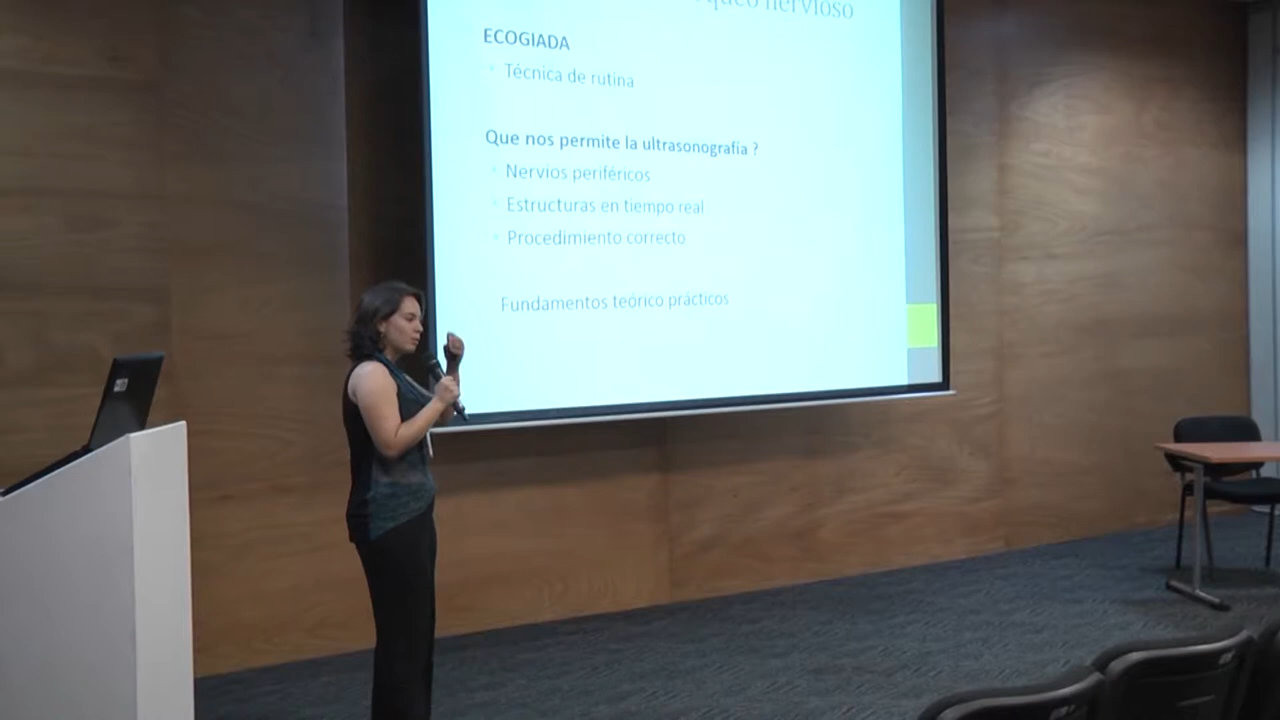 nervioso
ECOGIADA
Técnica de rutina
Que nos permite la ultrasonografía ?
Nervios periféricos
Estructuras en tiempo real
Procedimiento correcto
Fundamentos teórico prácticos